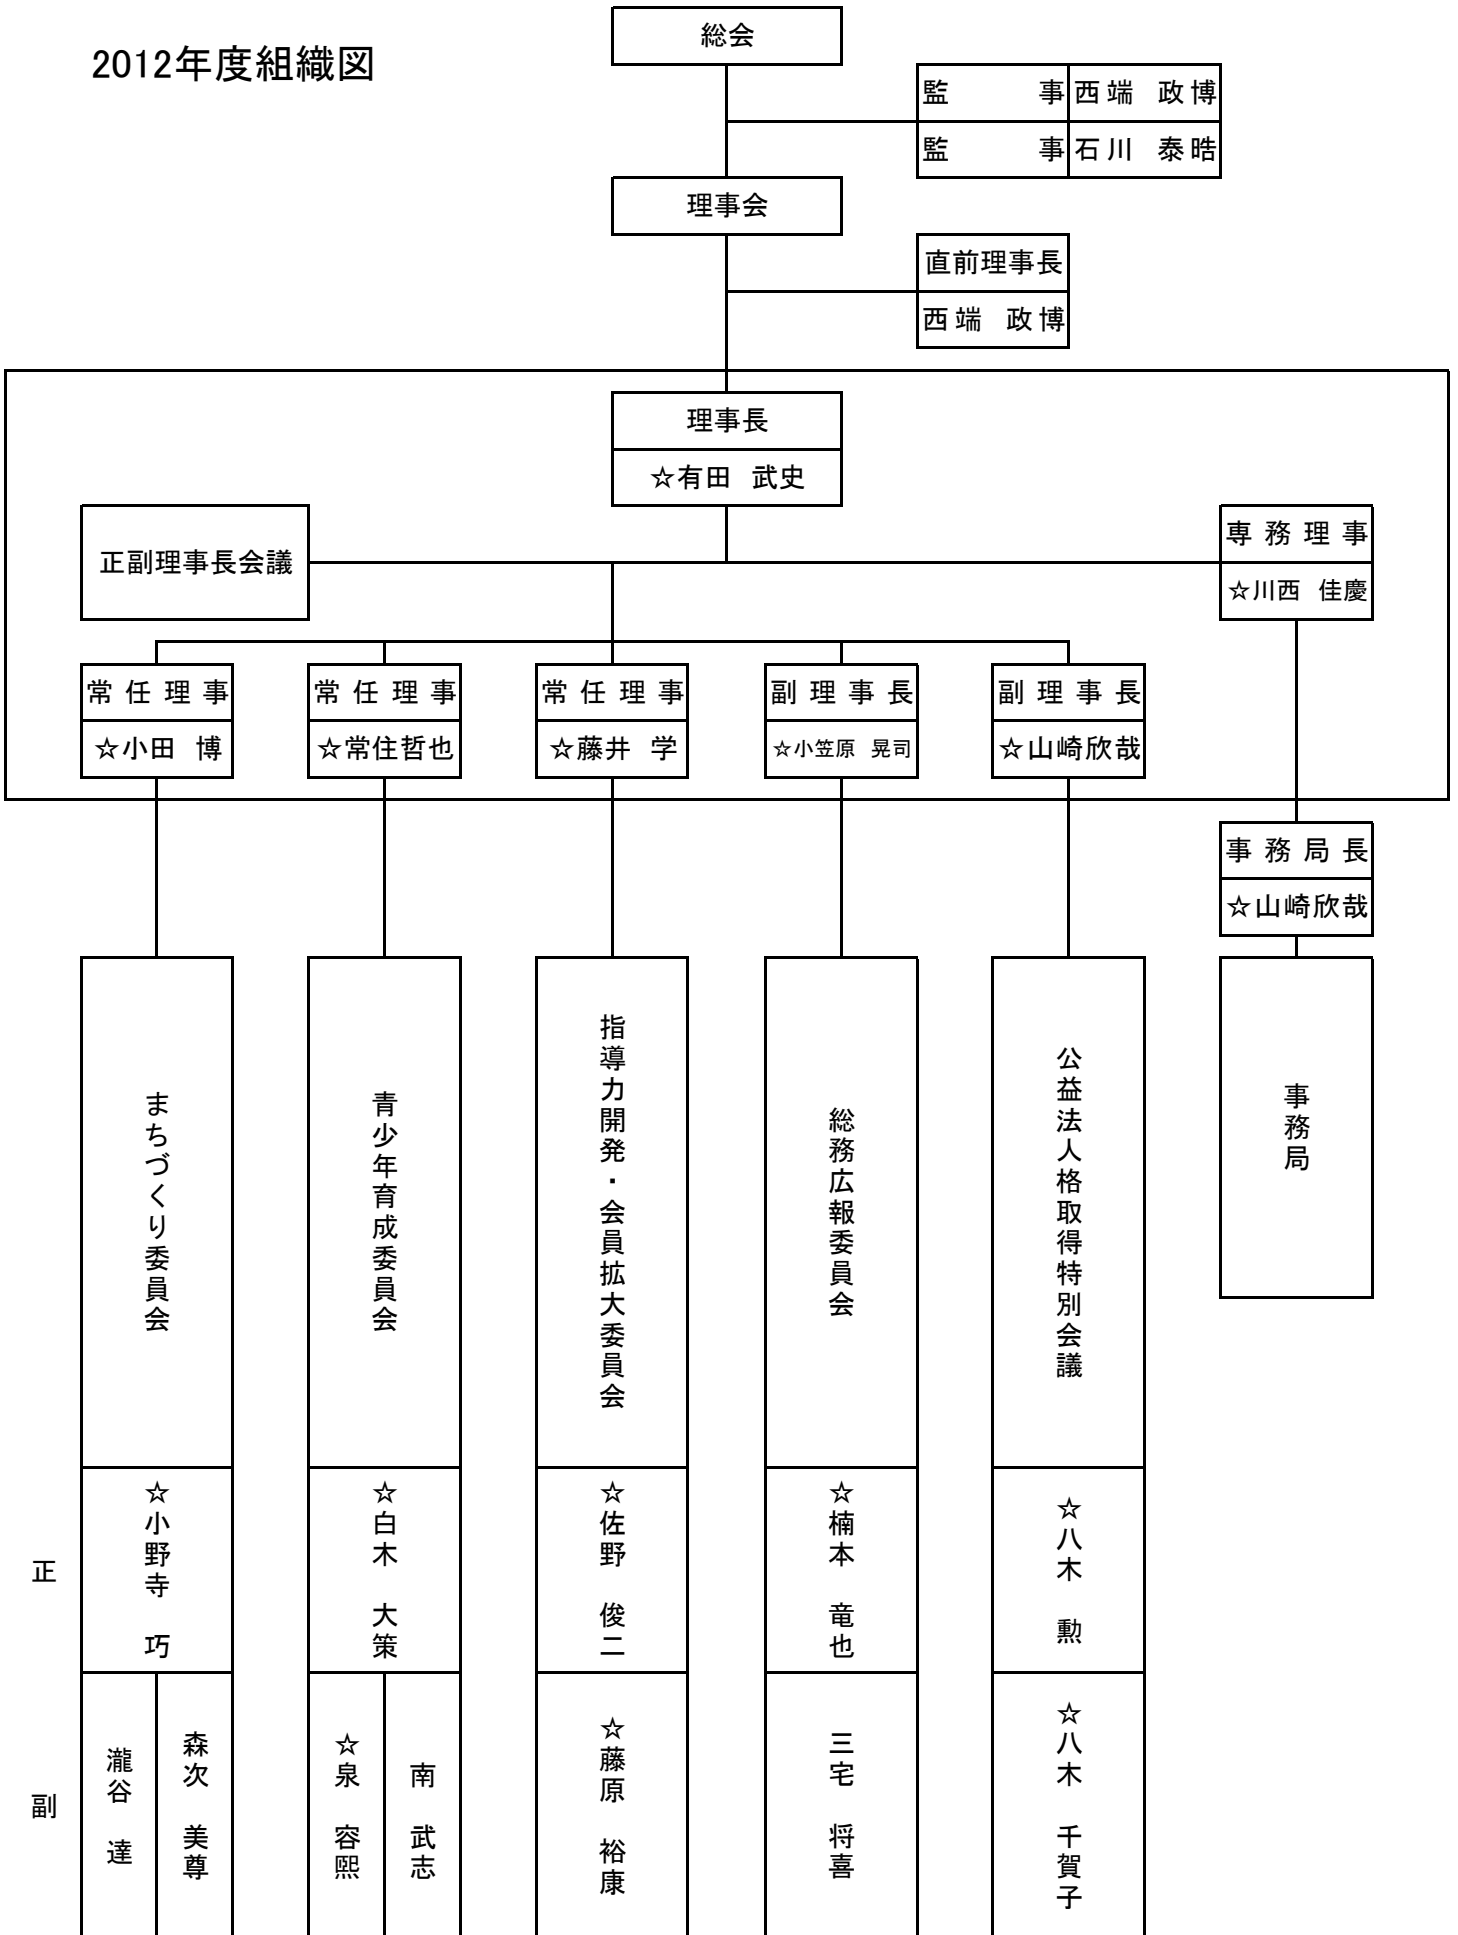 2012年度組織図
総会
監　事 西端　政博
監　事 石川　泰晧
理事会
直前理事長
西端　政博
理事長
☆有田　武史
正副理事長会議
専務理事
☆川西　佳慶
常任理事
☆小田　博
常任理事
☆常住哲也
常任理事
☆藤井　学
副理事長
☆小笠原　晃司
副理事長
☆山崎欣哉
事務局長
☆山崎欣哉
まちづくり委員会
青少年育成委員会
指導力開発・会員拡大委員会
総務広報委員会
公益法人格取得特別会議
事務局
正
☆小野寺　巧
☆白木　大策
☆佐野　俊二
☆楠本　竜也
☆八木　勲
副
瀧谷　達
森次　美尊
☆泉　容熙
南　武志
☆藤原　裕康
三宅　将喜
☆八木　千賀子